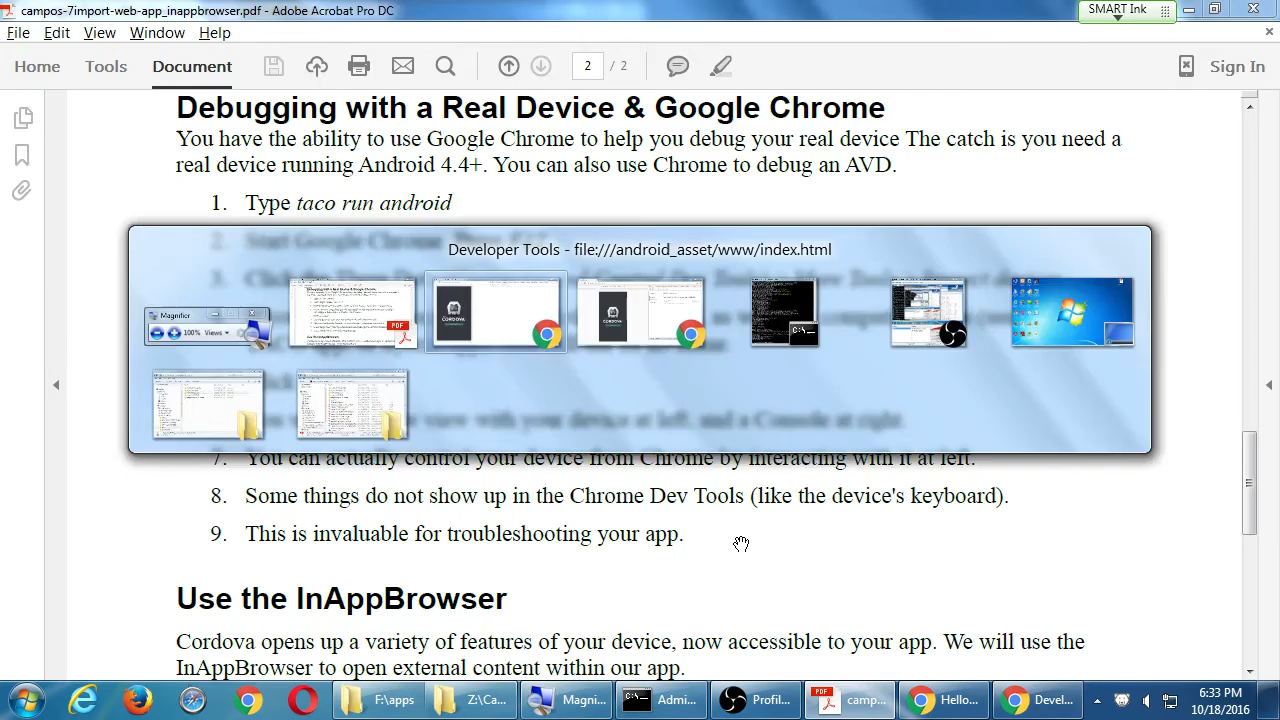 campos-7import-web-app_inappbrowser.pdf - Adobe Acrobat Pro DC
SMART Ink
File Edit View Window Help
Home Tools Document 2 / 2 Sign In
Debugging with a Real Device & Google Chrome
You have the ability to use Google Chrome to help you debug your real device The catch is you need a
real device running Android 4.4+. You can also use Chrome to debug an AVD.
1. Type taco run android
Developer Tools - file:///android_asset/www/index.html
Magnifier
100% Views
PDF
CORDOVA
CORDOVA
C:\
7. You can actually control your device from Chrome by interacting with it at left.
8. Some things do not show up in the Chrome Dev Tools (like the device's keyboard).
9. This is invaluable for troubleshooting your app.
Use the InAppBrowser
Cordova opens up a variety of features of your device, now accessible to your app. We will use the
InAppBrowser to open external content within our app.
F:\apps Z:\Ca... Magni... Admi... Profil... camp... Hello... Devel...
6:33 PM
10/18/2016